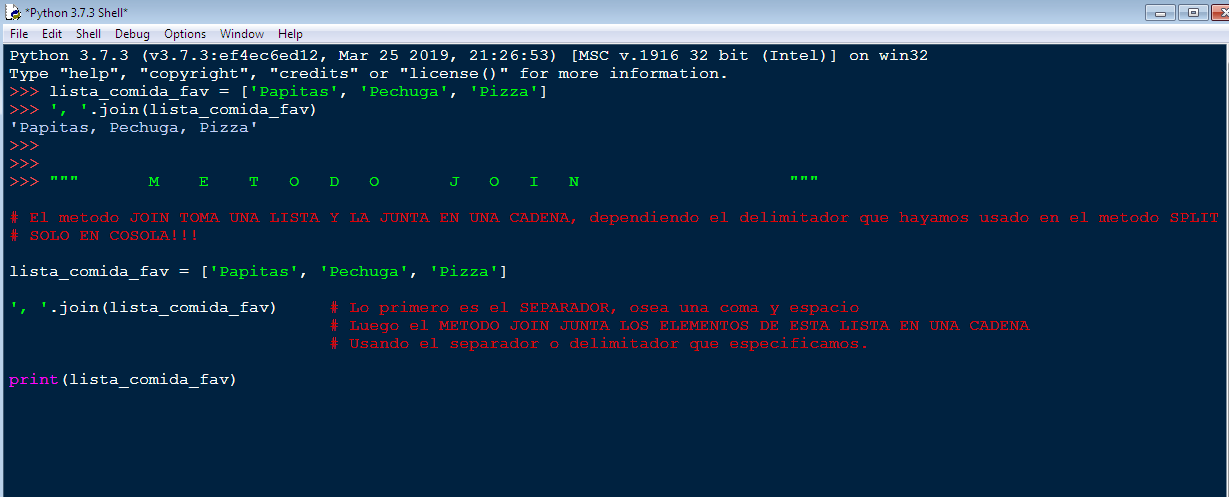 *Python 3.7.3 Shell*
File Edit Shell Debug Options Window Help
Python 3.7.3 (v3.7.3:ef4ec6ed12, Mar 25 2019, 21:26:53) [MSC v.1916 32 bit (Intel)] on win32
Type "help", "copyright", "credits" or "license()" for more information.
>>> lista_comida_fav = ['Papitas', 'Pechuga', 'Pizza']
>>> ', '.join(lista_comida_fav)
'Papitas, Pechuga, Pizza'
>>>
>>>
>>> """       M    E    T   O   D   O       J   O   I   N                     """
# El metodo JOIN TOMA UNA LISTA Y LA JUNTA EN UNA CADENA, dependiendo el delimitador que hayamos usado en el metodo SPLIT
# SOLO EN COSOLA!!!
lista_comida_fav = ['Papitas', 'Pechuga', 'Pizza']
', '.join(lista_comida_fav)     # Lo primero es el SEPARADOR, osea una coma y espacio
# Luego el METODO JOIN JUNTA LOS ELEMENTOS DE ESTA LISTA EN UNA CADENA
# Usando el separador o delimitador que especificamos.
print(lista_comida_fav)